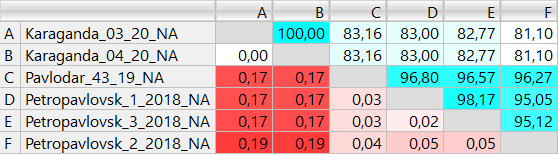 A B C D E F
A Karaganda_03_20_NA 100,00 83,16 83,00 82,77 81,10
B Karaganda_04_20_NA 0,00 83,16 83,00 82,77 81,10
C Pavlodar_43_19_NA 0,17 0,17 96,80 96,57 96,27
D Petropavlovsk_1_2018_NA 0,17 0,17 0,03 98,17 95,05
E Petropavlovsk_3_2018_NA 0,17 0,17 0,03 0,02 95,12
F Petropavlovsk_2_2018_NA 0,19 0,19 0,04 0,05 0,05